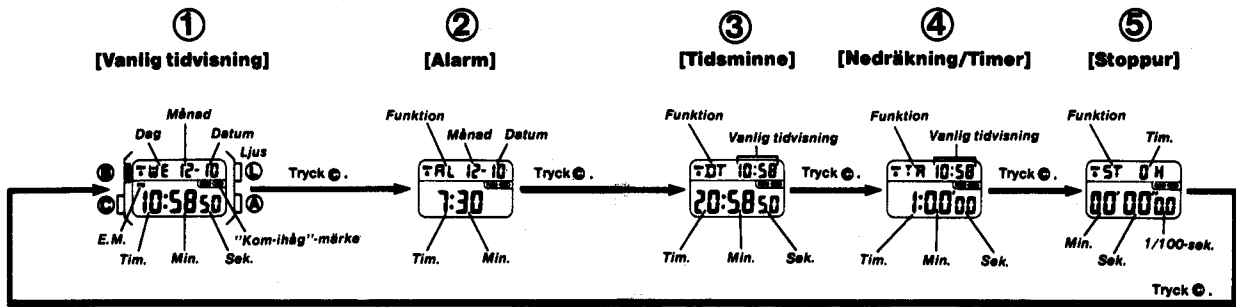 ① ② ③ ④ ⑤
[Vanlig tidvisning] [Alarm] [Tidsminne] [Nedräkning/Timer] [Stoppur]
Månad
Dag Datum
Ljus
Funktion
Månad Datum
Funktion
Vanlig tidvisning
Funktion
Vanlig tidvisning
Funktion
Tim.
B WE 12-10 L
C 10:58 50 A
E.M. "Kom-ihåg"-märke
Tim. Min. Sek.
Tryck C.
AL 12-10
7:30
Tim. Min.
Tryck C.
DT 10:58
20:58 50
Tim. Min. Sek.
Tryck C.
TR 10:58
1:00'00
Tim. Min. Sek.
Tryck C.
ST 0 H
00'00"00
Min. 1/100-sek.
Sek.
Tryck C.